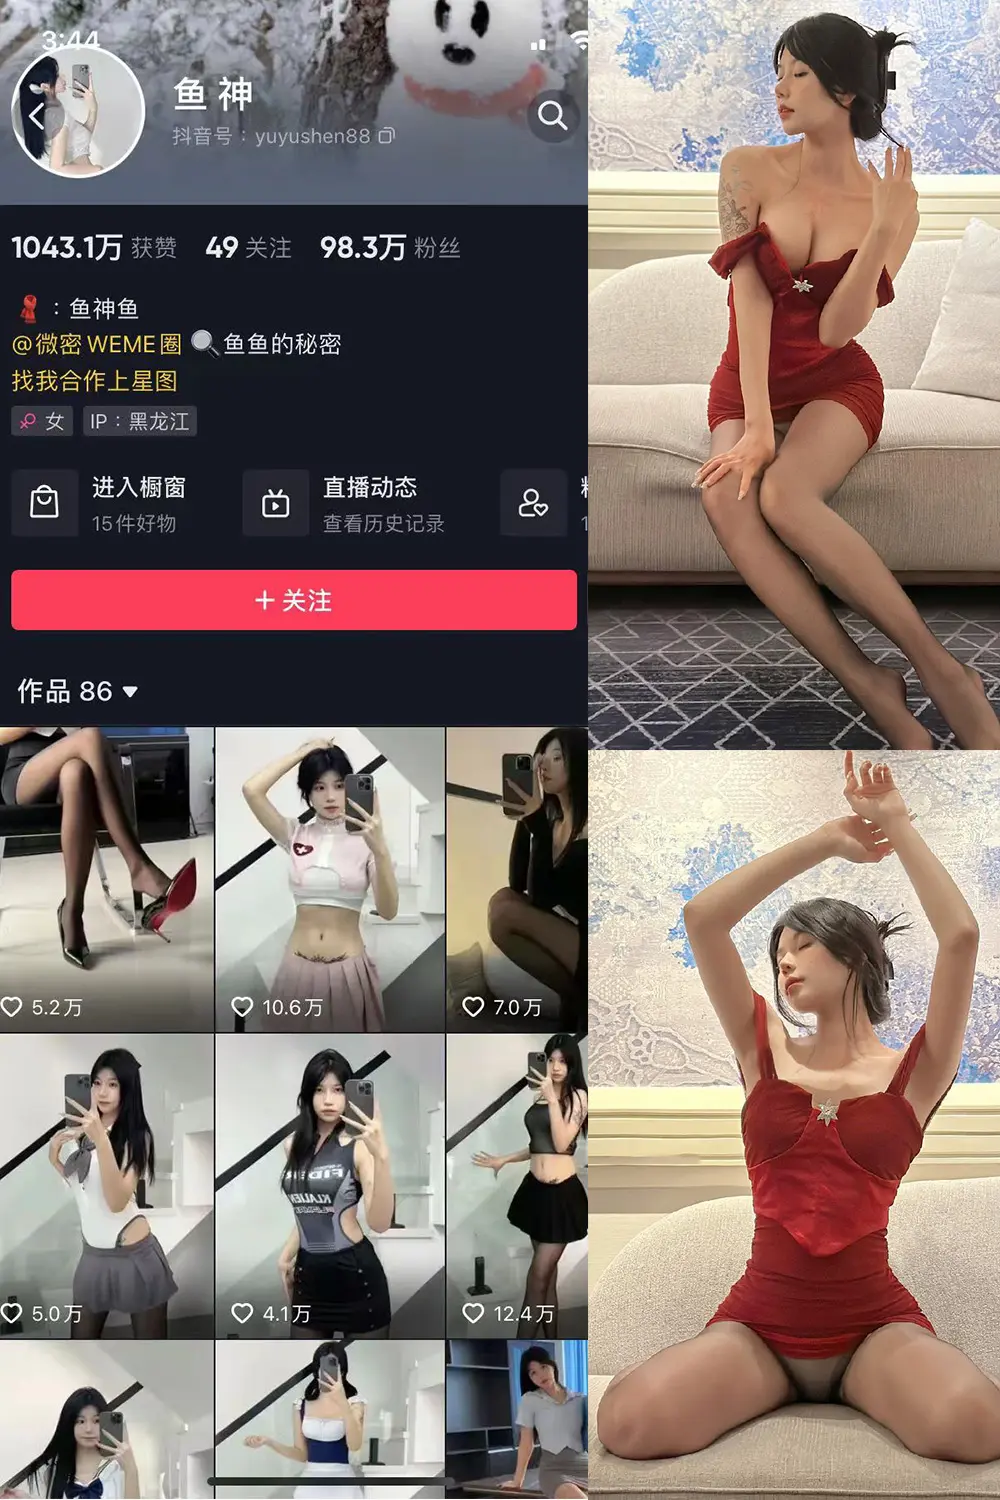 3:44
鱼 神
抖音号：yuyushen88
1043.1万 获赞 49 关注 98.3万 粉丝
：鱼神鱼
@微密 WEME圈 鱼鱼的秘密
找我合作上星图
女 IP：黑龙江
进入橱窗
15件好物
直播动态
查看历史记录
+ 关注
作品 86
5.2万
10.6万
7.0万
5.0万
4.1万
12.4万